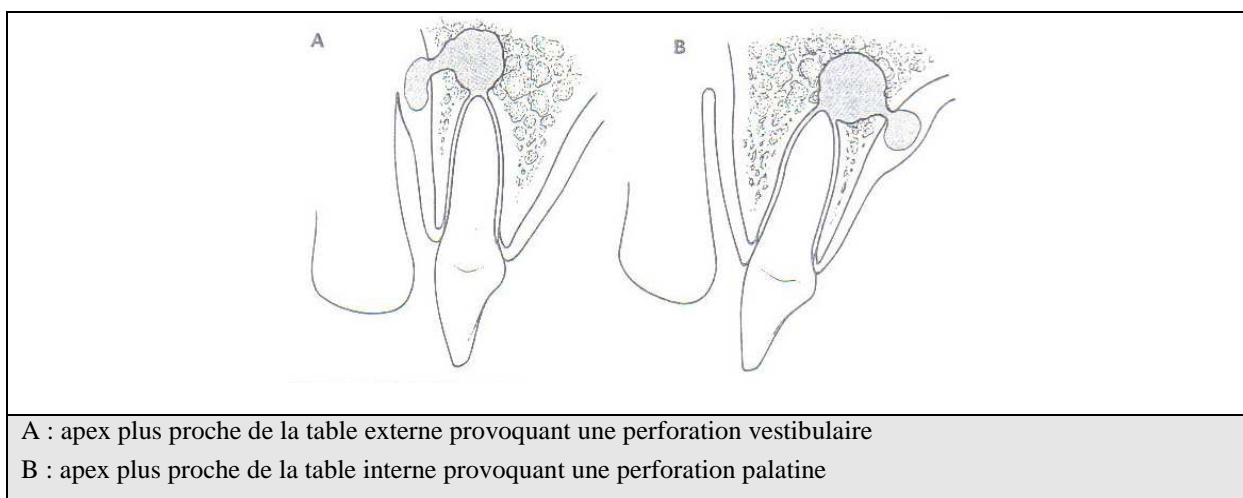 A
B
A : apex plus proche de la table externe provoquant une perforation vestibulaire
B : apex plus proche de la table interne provoquant une perforation palatine